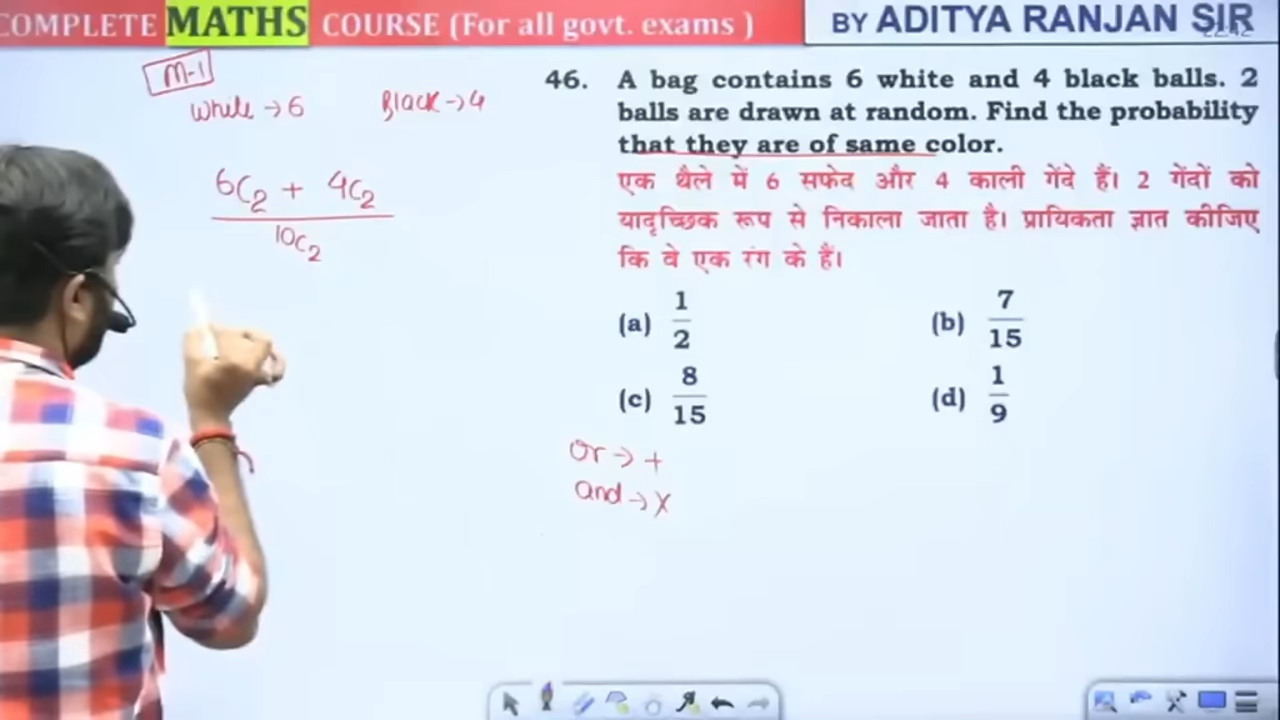 COMPLETE MATHS COURSE (For all govt. exams )
BY ADITYA RANJAN SIR
M-1
White → 6 Black → 4
6C2 + 4C2
10C2
46. A bag contains 6 white and 4 black balls. 2
balls are drawn at random. Find the probability
that they are of same color.
एक थैले में 6 सफेद और 4 काली गेंदे हैं। 2 गेंदों को
यादृच्छिक रूप से निकाला जाता है। प्रायिकता ज्ञात कीजिए
कि वे एक रंग के हैं।
(a) 1/2 (b) 7/15
(c) 8/15 (d) 1/9
Or → +
and → x